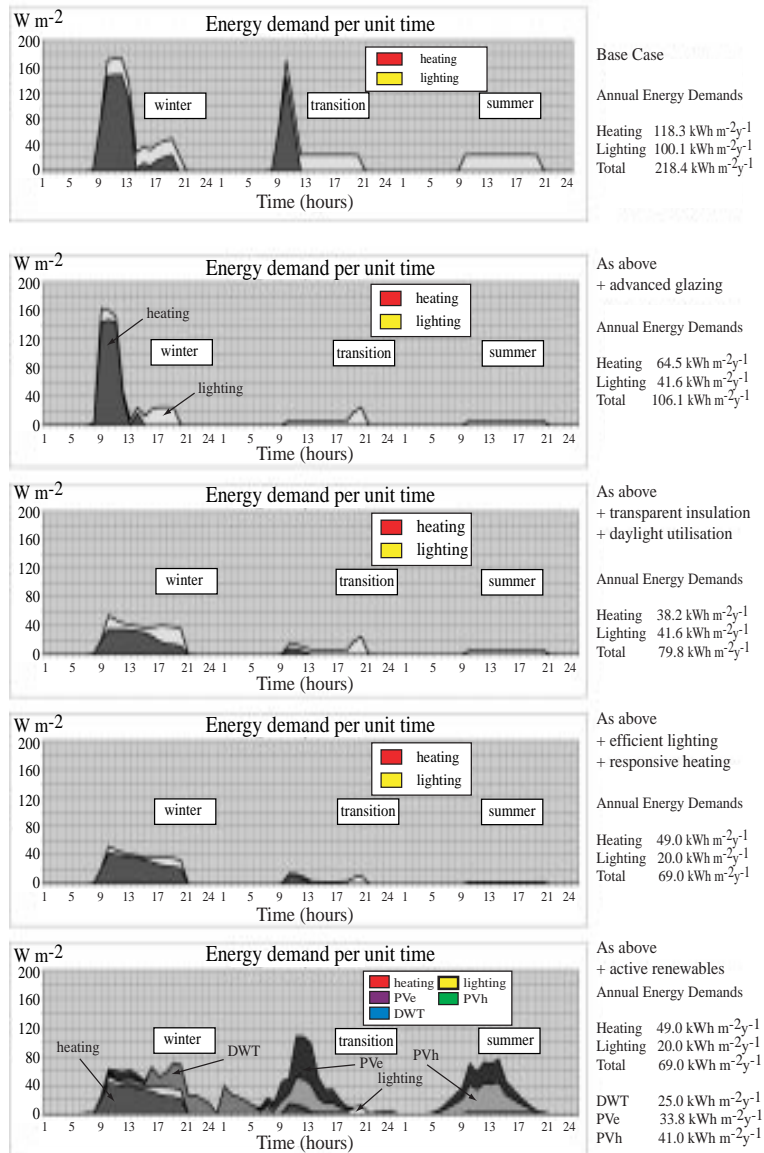 W m-2 Energy demand per unit time
200
160
120
80
40
0
heating
lighting
winter
transition
summer
1 5 9 13 17 21 24 1 5 9 13 17 21 24 1 5 9 13 17 21 24
Time (hours)
Base Case
Annual Energy Demands
Heating 118.3 kWh m-2y-1
Lighting 100.1 kWh m-2y-1
Total 218.4 kWh m-2y-1
W m-2 Energy demand per unit time
200
160
120
80
40
0
heating
heating
lighting
winter
transition
summer
lighting
1 5 9 13 17 21 24 1 5 9 13 17 21 24 1 5 9 13 17 21 24
Time (hours)
As above
+ advanced glazing
Annual Energy Demands
Heating 64.5 kWh m-2y-1
Lighting 41.6 kWh m-2y-1
Total 106.1 kWh m-2y-1
W m-2 Energy demand per unit time
200
160
120
80
40
0
heating
lighting
winter
transition
summer
1 5 9 13 17 21 24 1 5 9 13 17 21 24 1 5 9 13 17 21 24
Time (hours)
As above
+ transparent insulation
+ daylight utilisation
Annual Energy Demands
Heating 38.2 kWh m-2y-1
Lighting 41.6 kWh m-2y-1
Total 79.8 kWh m-2y-1
W m-2 Energy demand per unit time
200
160
120
80
40
0
heating
lighting
winter
transition
summer
1 5 9 13 17 21 24 1 5 9 13 17 21 24 1 5 9 13 17 21 24
Time (hours)
As above
+ efficient lighting
+ responsive heating
Annual Energy Demands
Heating 49.0 kWh m-2y-1
Lighting 20.0 kWh m-2y-1
Total 69.0 kWh m-2y-1
W m-2 Energy demand per unit time
200
160
120
80
40
0
heating lighting
PVe PVh
DWT
winter
transition
summer
heating
DWT
PVe
PVh
lighting
1 5 9 13 17 21 24 1 5 9 13 17 21 24 1 5 9 13 17 21 24
Time (hours)
As above
+ active renewables
Annual Energy Demands
Heating 49.0 kWh m-2y-1
Lighting 20.0 kWh m-2y-1
Total 69.0 kWh m-2y-1
DWT 25.0 kWh m-2y-1
PVe 33.8 kWh m-2y-1
PVh 41.0 kWh m-2y-1